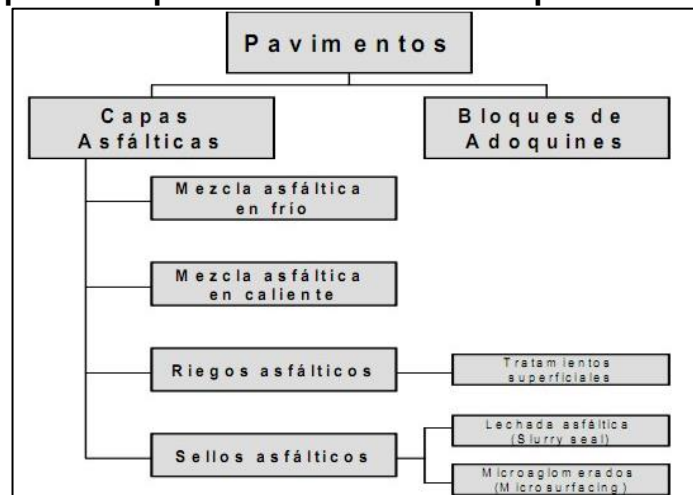 Pavimentos
Capas
Asfálticas
Bloques de
Adoquines
Mezcla asfáltica
en frío
Mezcla asfáltica
en caliente
Riegos asfálticos
Tratamientos
superficiales
Sellos asfálticos
Lechada asfáltica
(Slurry seal)
Microaglomerados
(Microsurfacing)